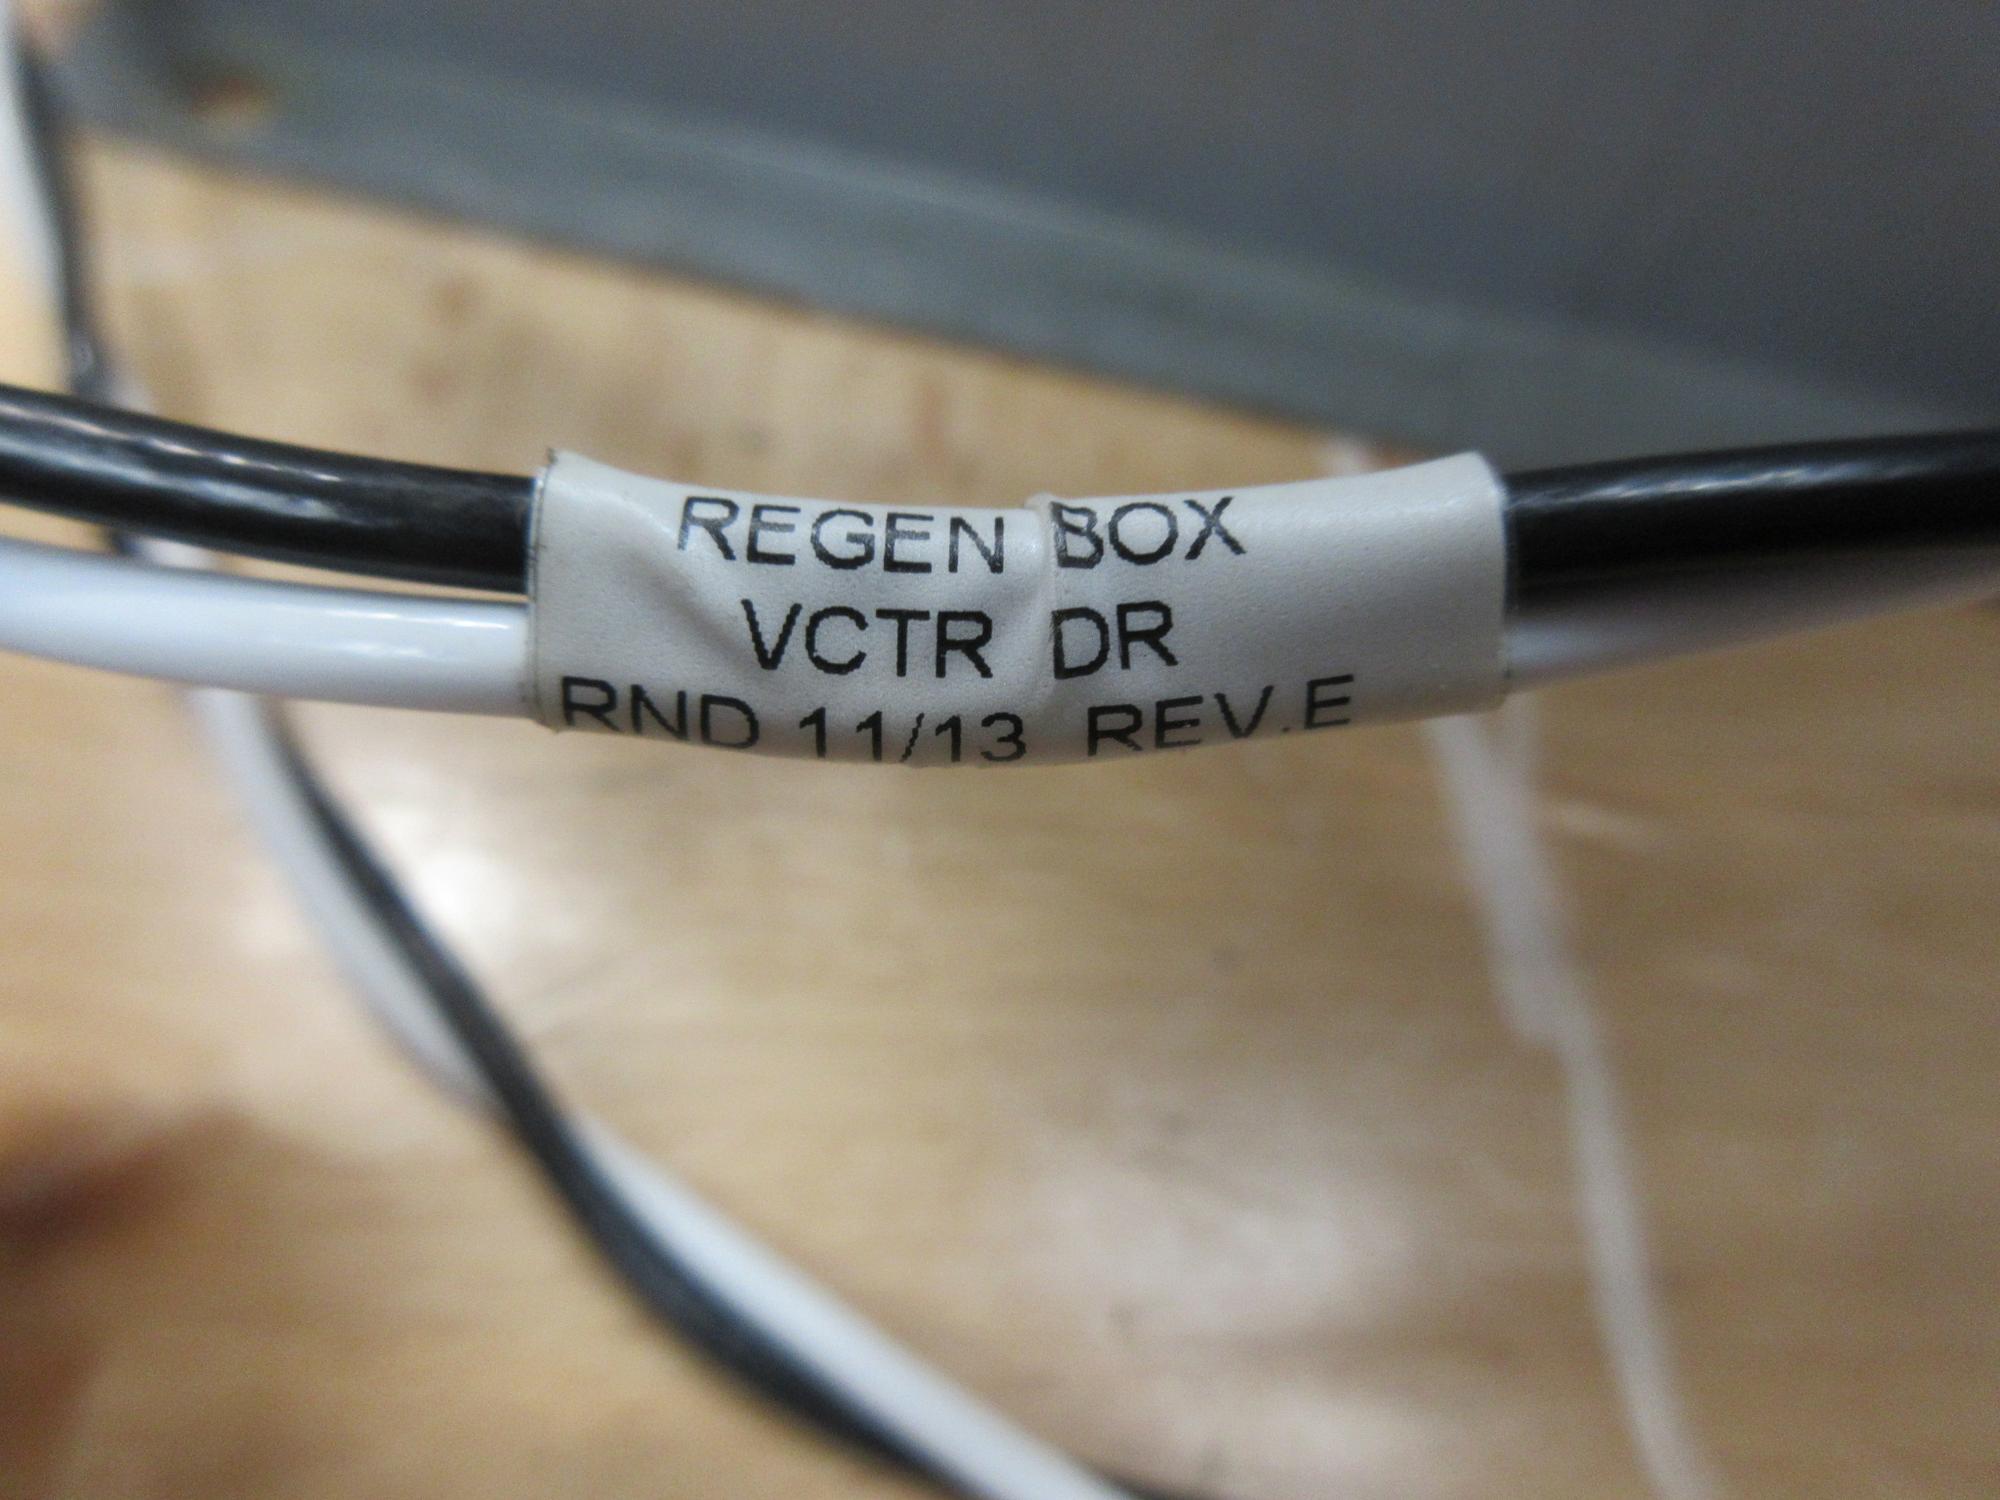 REGEN BOX
VCTR DR
RND 11/13 REV.E